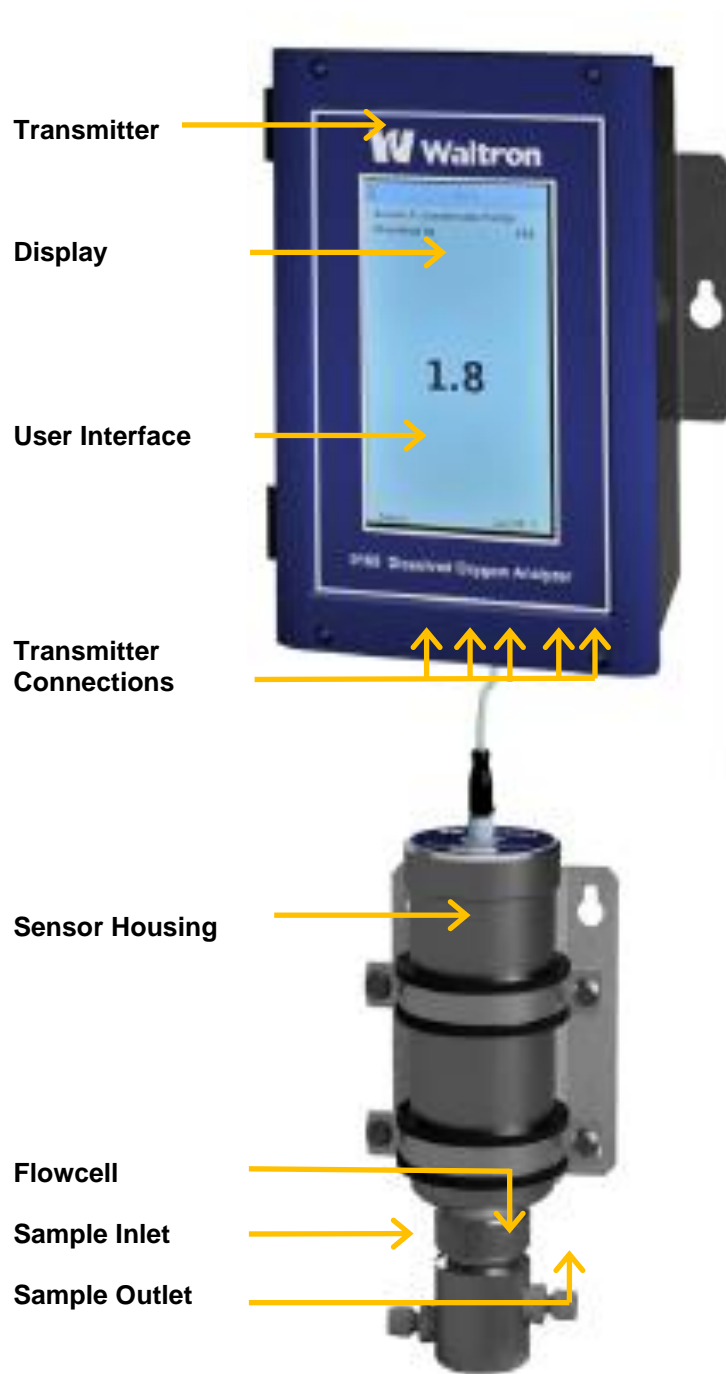 Transmitter
Waltron
Display
1.8
User Interface
Dissolved Oxygen Analyzer
Transmitter
Connections
Sensor Housing
Flowcell
Sample Inlet
Sample Outlet